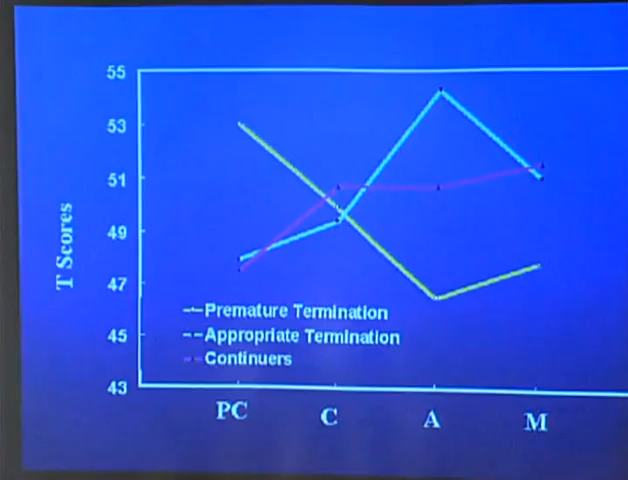 55
53
51
49
47
45
43
T Scores
Premature Termination
Appropriate Termination
Continuers
PC C A M